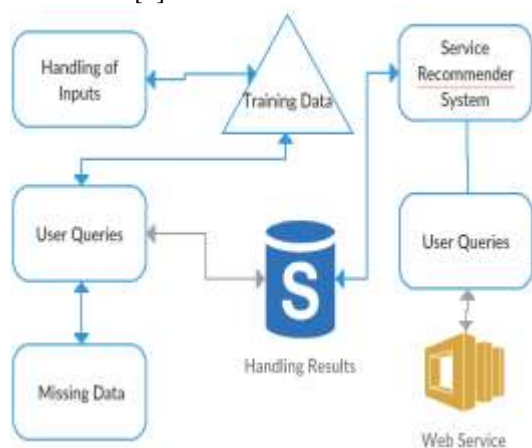 Handling of
Inputs
Training Data
Service
Recommender
System
User Queries
User Queries
S
Handling Results
Missing Data
Web Service